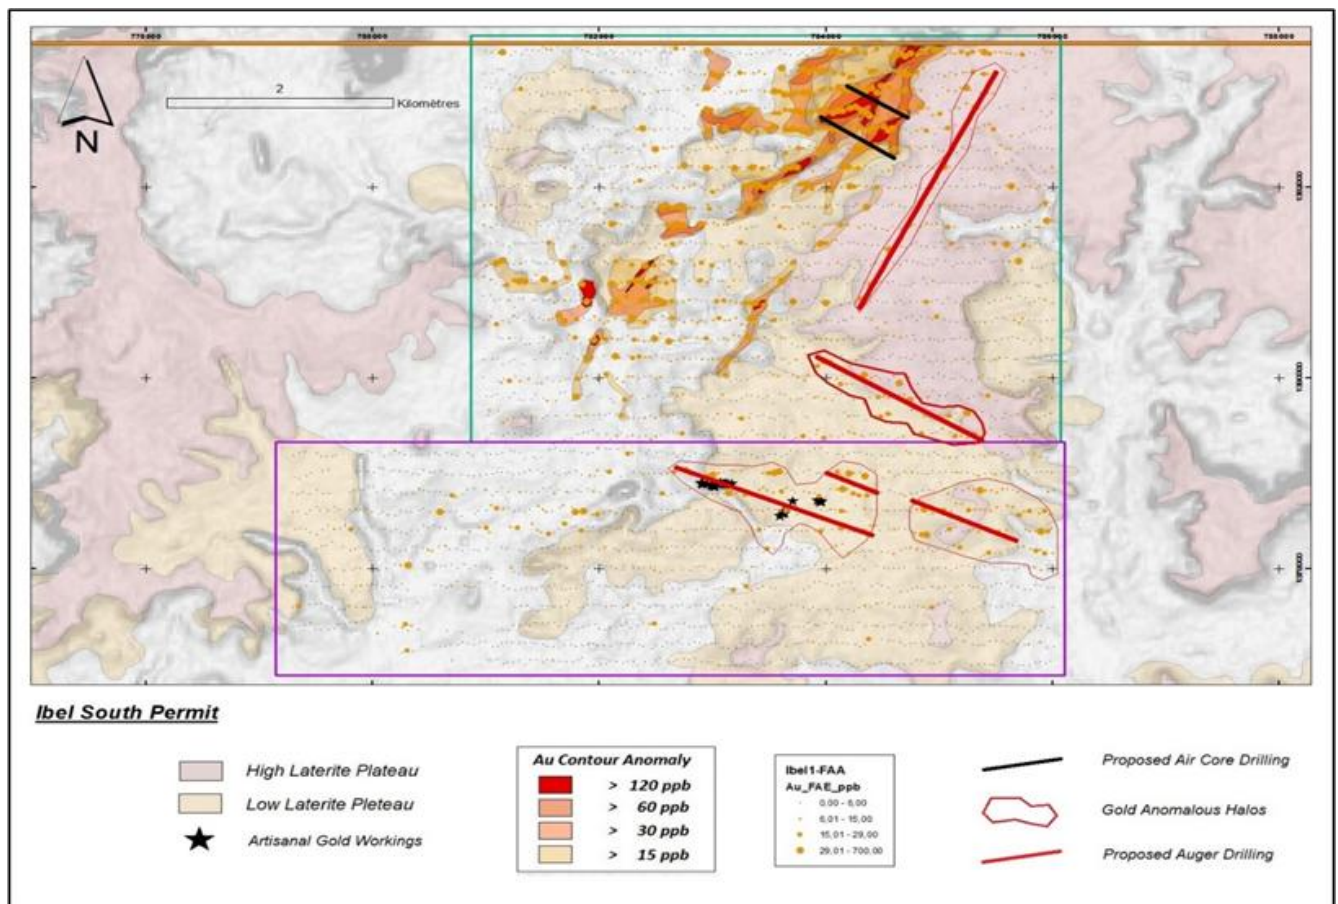 2
Kilomètres
N
Ibel South Permit
High Laterite Plateau
Low Laterite Pleteau
Artisanal Gold Workings
Au Contour Anomaly
> 120 ppb
> 60 ppb
> 30 ppb
> 15 ppb
Ibel1-FAA
Au_FAE_ppb
0,00 - 6,00
6,01 - 15,00
15,01 - 29,00
29,01 - 700,00
Proposed Air Core Drilling
Gold Anomalous Halos
Proposed Auger Drilling